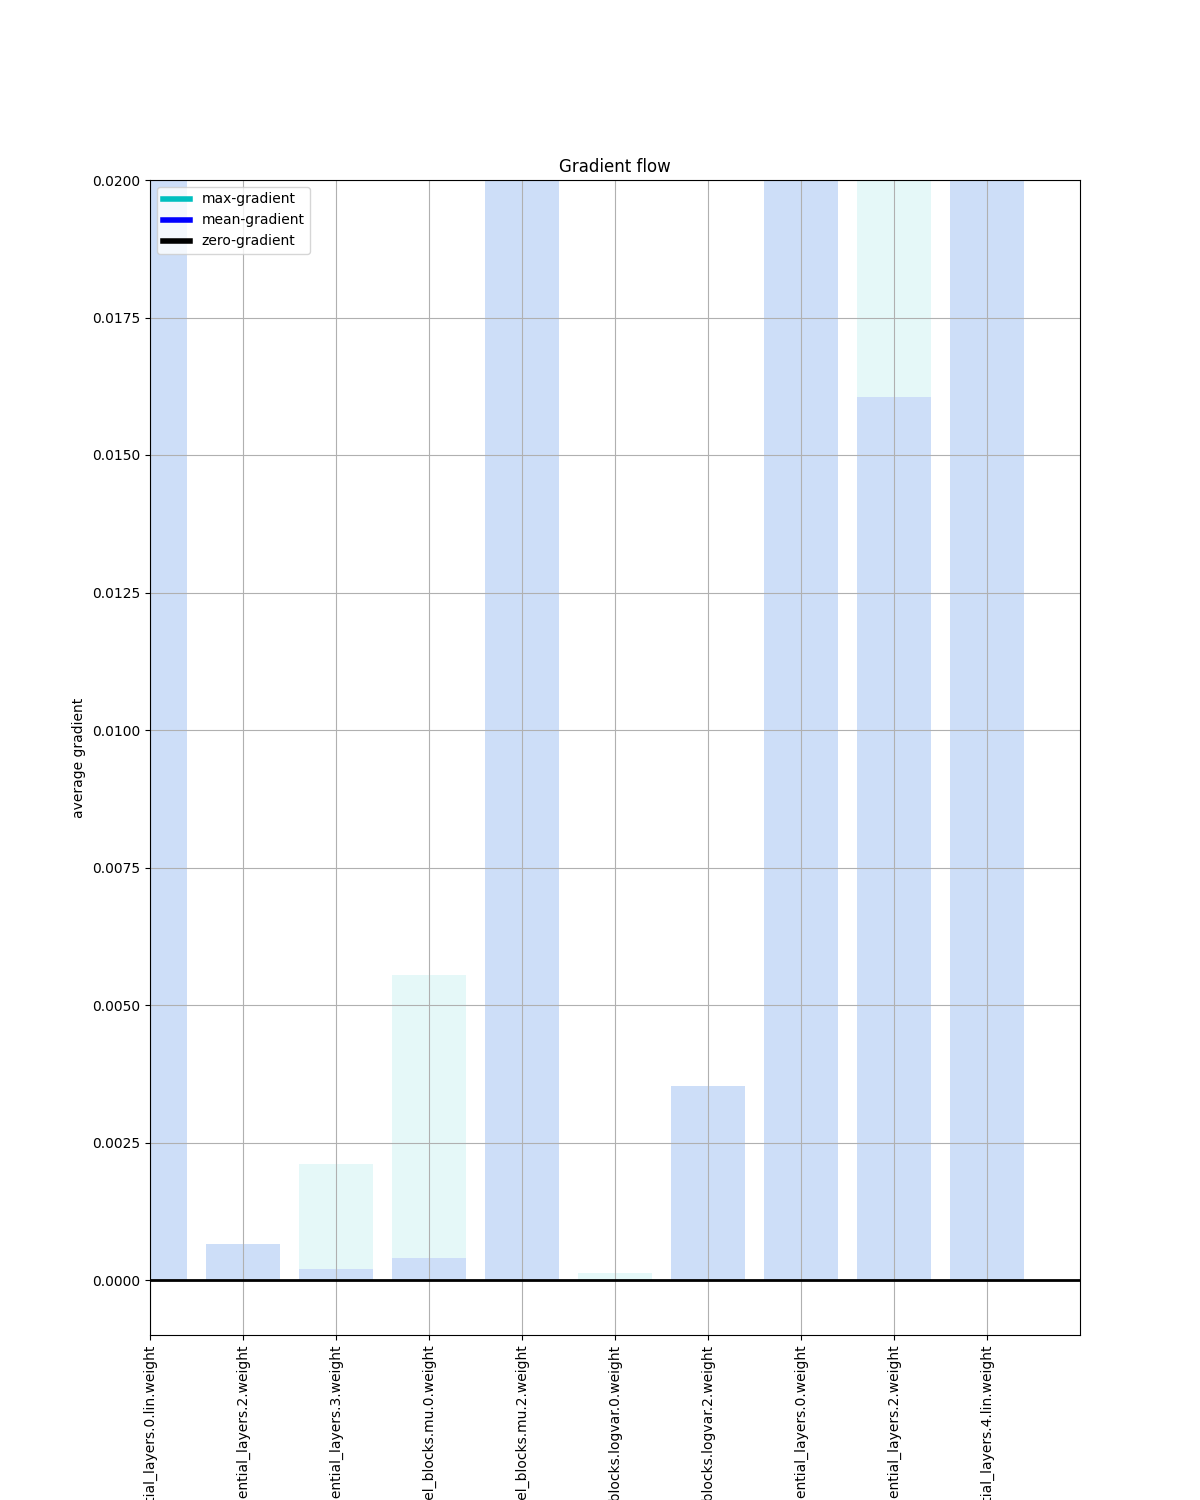 Gradient flow
max-gradient
mean-gradient
zero-gradient
0.0200
0.0175
0.0150
0.0125
0.0100
0.0075
0.0050
0.0025
0.0000
average gradient
tial_layers.0.lin.weight
ential_layers.2.weight
ential_layers.3.weight
el_blocks.mu.0.weight
el_blocks.mu.2.weight
blocks.logvar.0.weight
blocks.logvar.2.weight
ential_layers.0.weight
ential_layers.2.weight
tial_layers.4.lin.weight